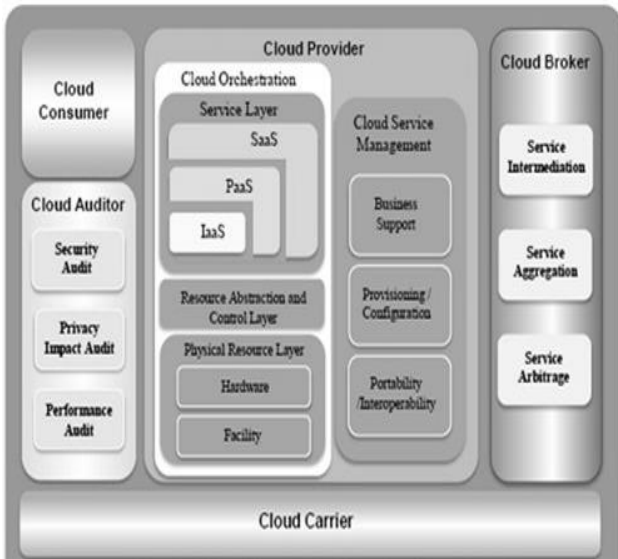 Cloud
Consumer
Cloud Auditor
Security
Audit
Privacy
Impact Audit
Performance
Audit
Cloud Provider
Cloud Orchestration
Service Layer
SaaS
PaaS
IaaS
Resource Abstraction and
Control Layer
Physical Resource Layer
Hardware
Facility
Cloud Service
Management
Business
Support
Provisioning /
Configuration
Portability
/Interoperability
Cloud Broker
Service
Intermediation
Service
Aggregation
Service
Arbitrage
Cloud Carrier